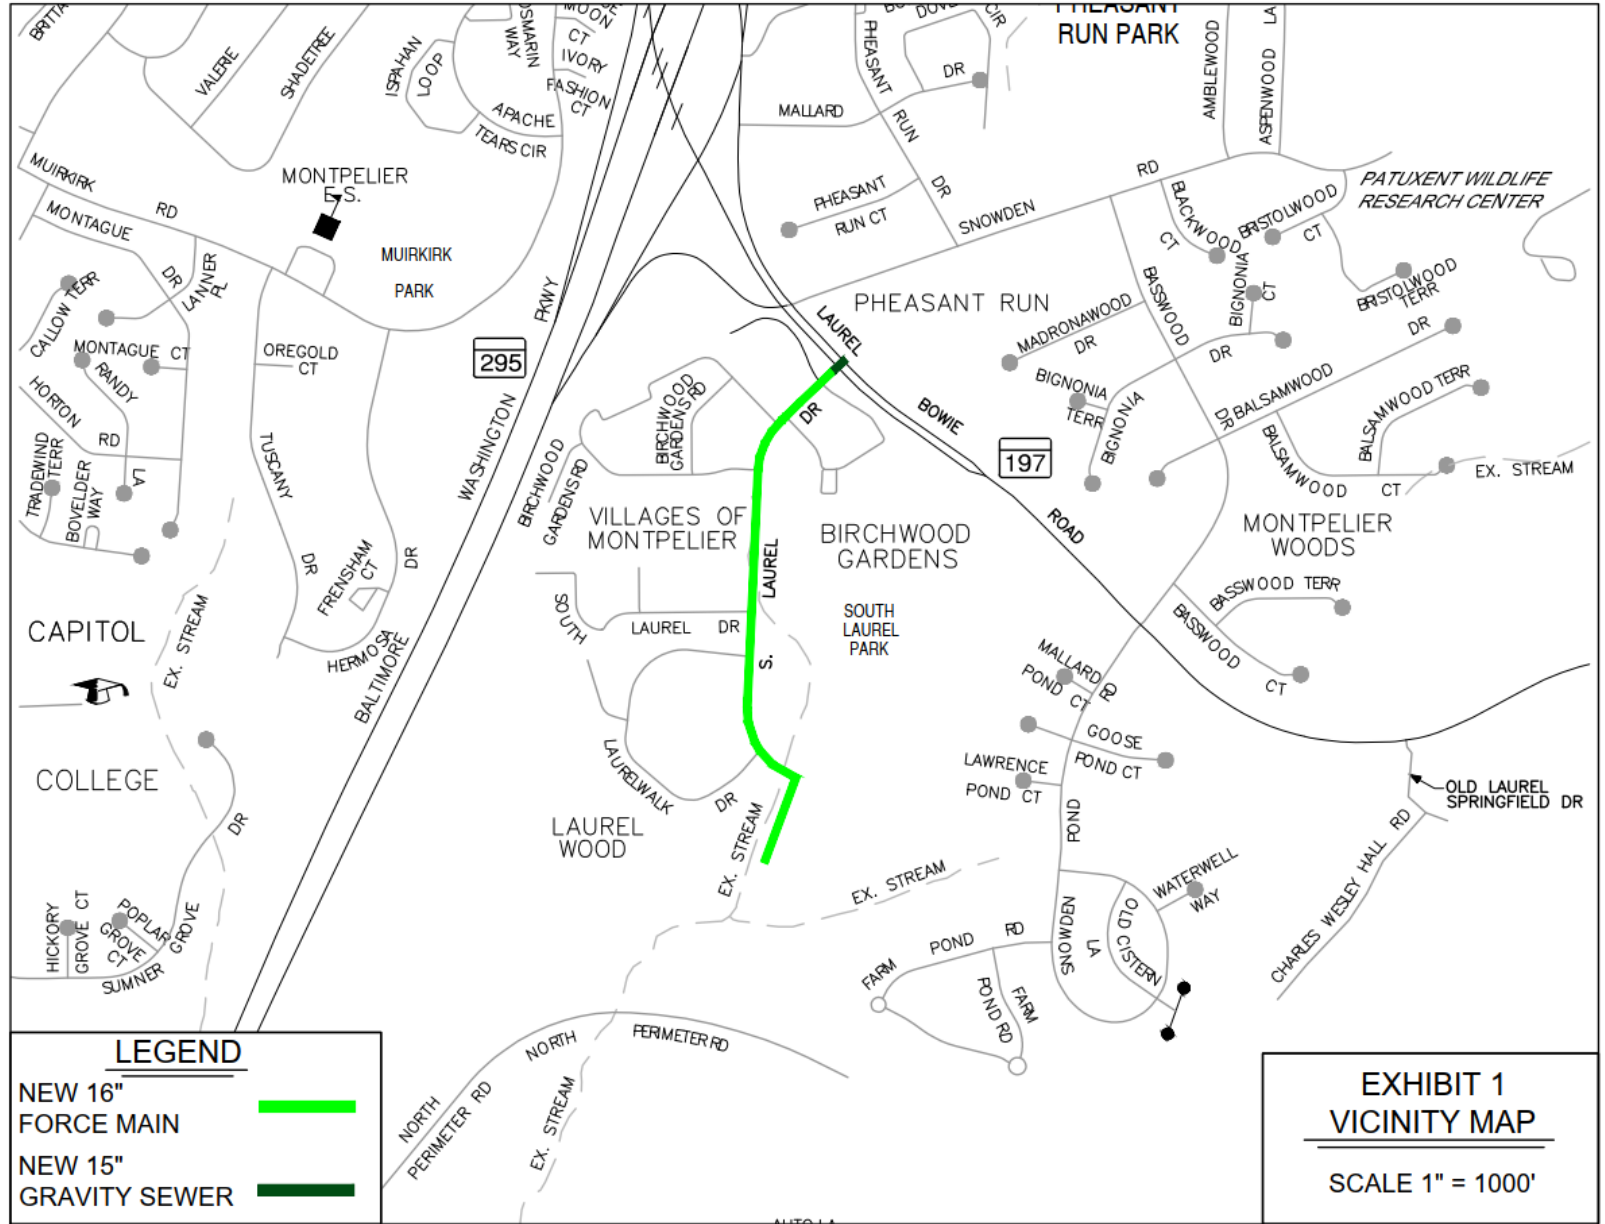 BRITTA
VALERIE
SHADETREE
ISPAHAN
LOOP
OSMARIN
WAY
MOON
CT
IVORY
FASHION
CT
APACHE
TEARS CIR
PHEASANT
RUN
DR
DOVE
CIR
DR
MALLARD
PHEASANT
RUN PARK
AMBLEWOOD
ASPENWOOD LA
MUIRKIRK
RD
MONTPELIER
E.S.
MONTAGUE
DR
LANNER
PL
MUIRKIRK
PARK
PHEASANT
RUN CT
SNOWDEN
RD
BLACKWOOD
CT
BRISTOLWOOD
CT
PATUXENT WILDLIFE
RESEARCH CENTER
CALLOW TERR
MONTAGUE CT
RANDY
LA
HORTON
RD
OREGOLD
CT
295
PKWY
WASHINGTON
BALTIMORE
LAUREL
BOWIE
ROAD
PHEASANT RUN
MADRONAWOOD
DR
BASSWOOD
DR
BIGNONIA
CT
BRISTOLWOOD
TERR
DR
BALSAMWOOD
DR
BIGNONIA
TERR
BIGNONIA
BALSAMWOOD TERR
BALSAMWOOD
CT
EX. STREAM
197
TRADEWIND
TERR
BOVELDER
WAY
TUSCANY
DR
FRENSHAM
CT
DR
HERMOSA
BIRCHWOOD
GARDENS RD
BIRCHWOOD
GARDENS RD
DR
VILLAGES OF
MONTPELIER
LAUREL
S.
BIRCHWOOD
GARDENS
SOUTH
LAUREL
PARK
MONTPELIER
WOODS
BASSWOOD TERR
BASSWOOD
CT
CAPITOL
COLLEGE
EX. STREAM
SOUTH
LAUREL DR
LAURELWALK
DR
LAUREL
WOOD
EX. STREAM
MALLARD
POND CT
RD
GOOSE
POND CT
LAWRENCE
POND CT
POND
OLD LAUREL
SPRINGFIELD DR
CHARLES WESLEY HALL RD
DR
HICKORY
GROVE CT
POPLAR
GROVE
CT
SUMNER
GROVE
EX. STREAM
WATERWELL
WAY
SNOWDEN
LA
OLD CISTERN
FARM
POND
RD
FARM
POND RD
NORTH
PERIMETER RD
NORTH
PERIMETER RD
EX. STREAM
LEGEND
NEW 16"
FORCE MAIN
NEW 15"
GRAVITY SEWER
EXHIBIT 1
VICINITY MAP
SCALE 1" = 1000'